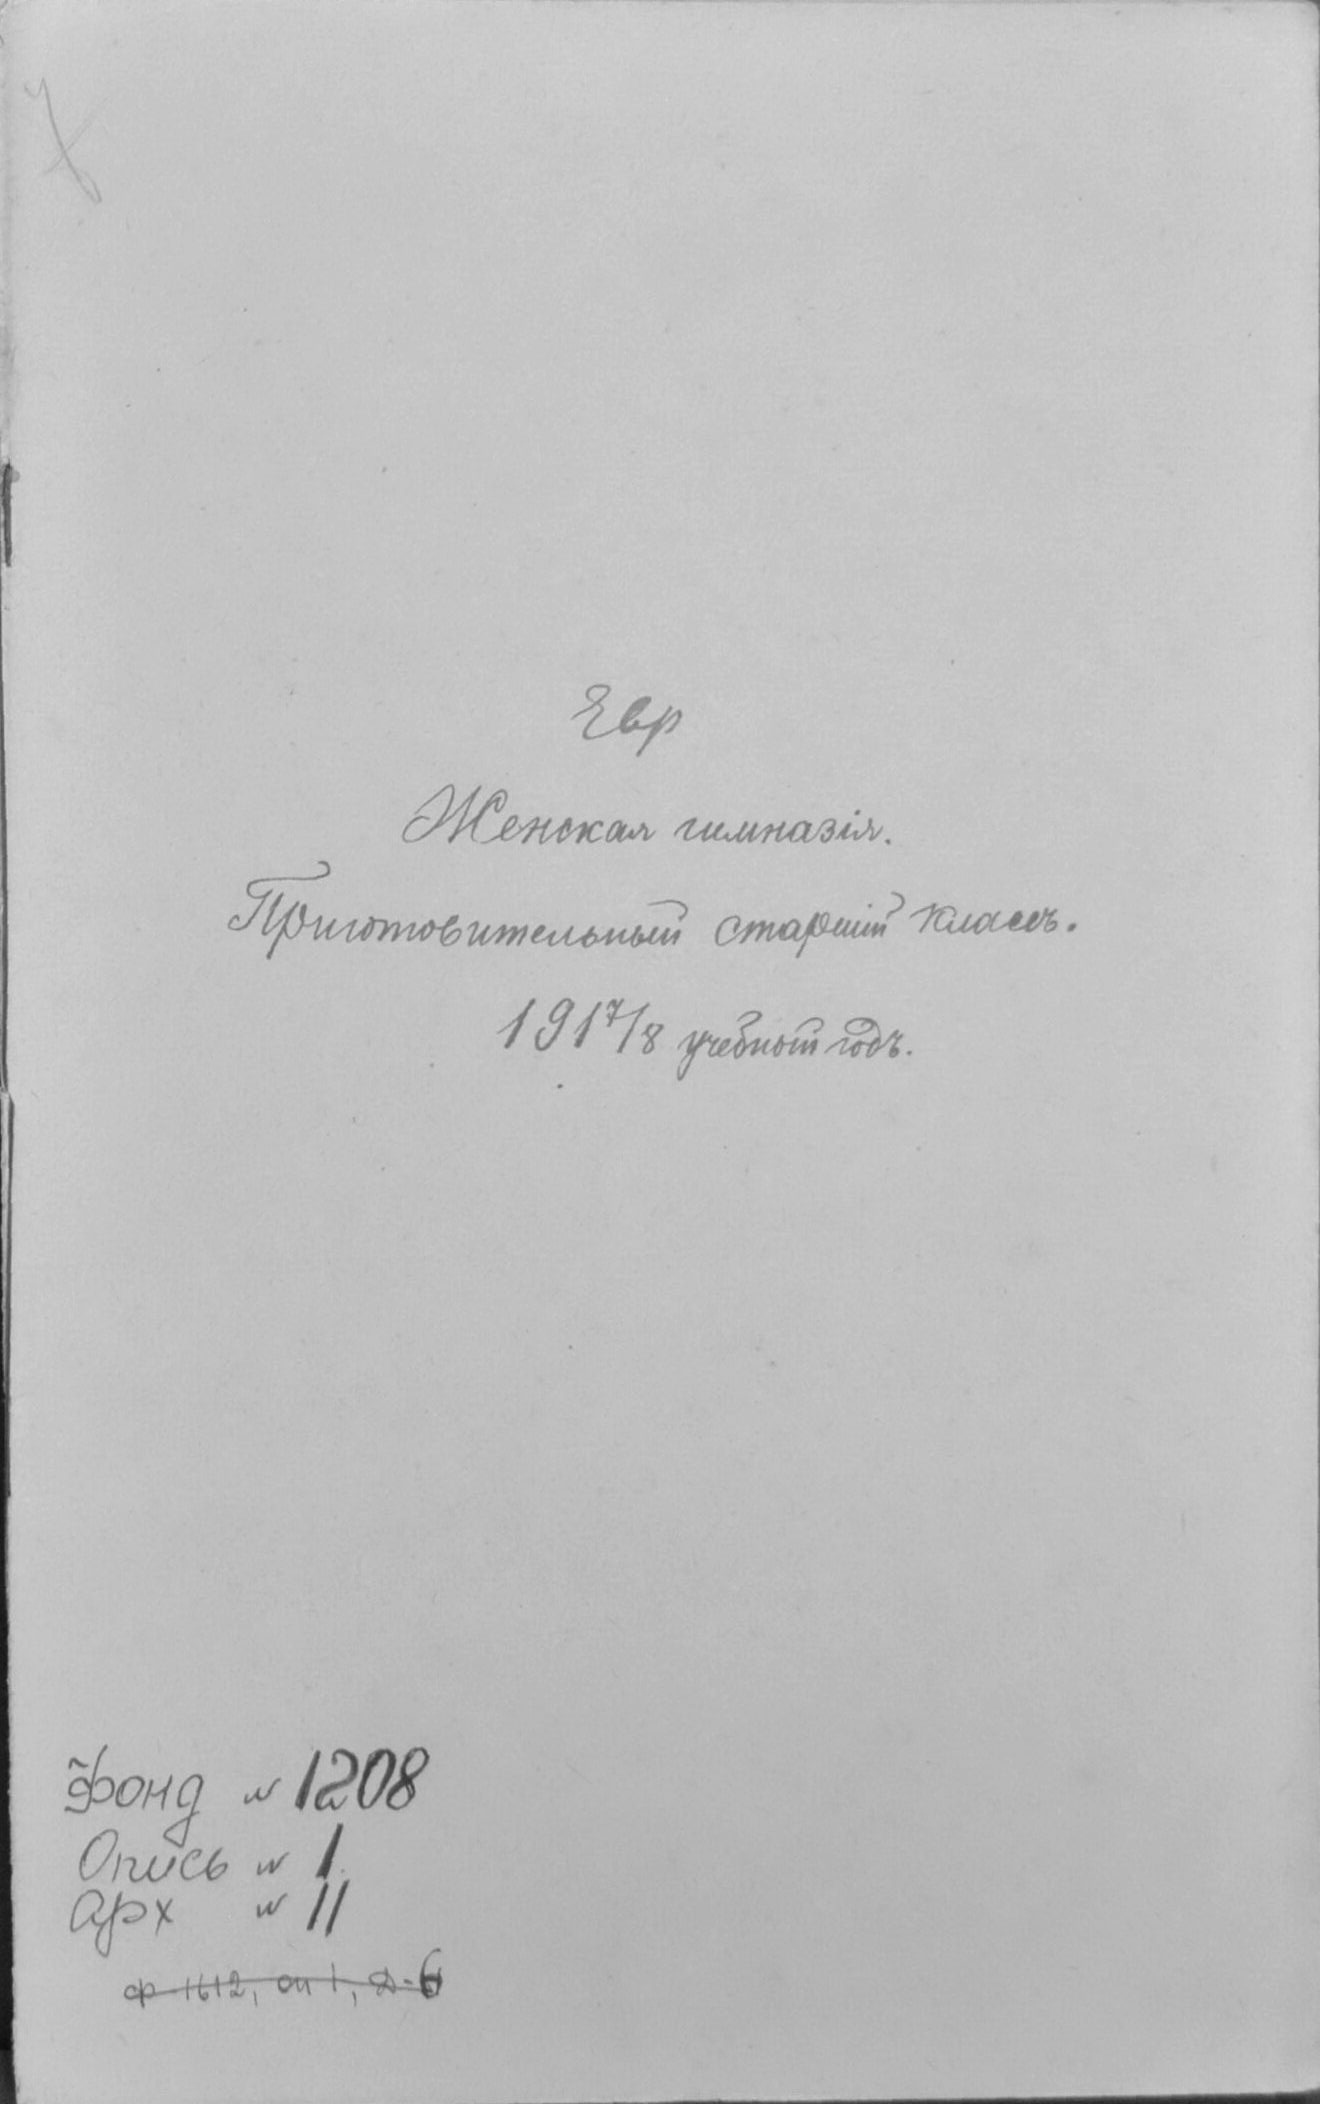 Евр
Женская гимназія.
Приготовительный старшій классъ.
1917/8 учебный годъ.
Фонд № 1208
Опись № 1
Арх № 11
ф 1612, оп 1, д-6